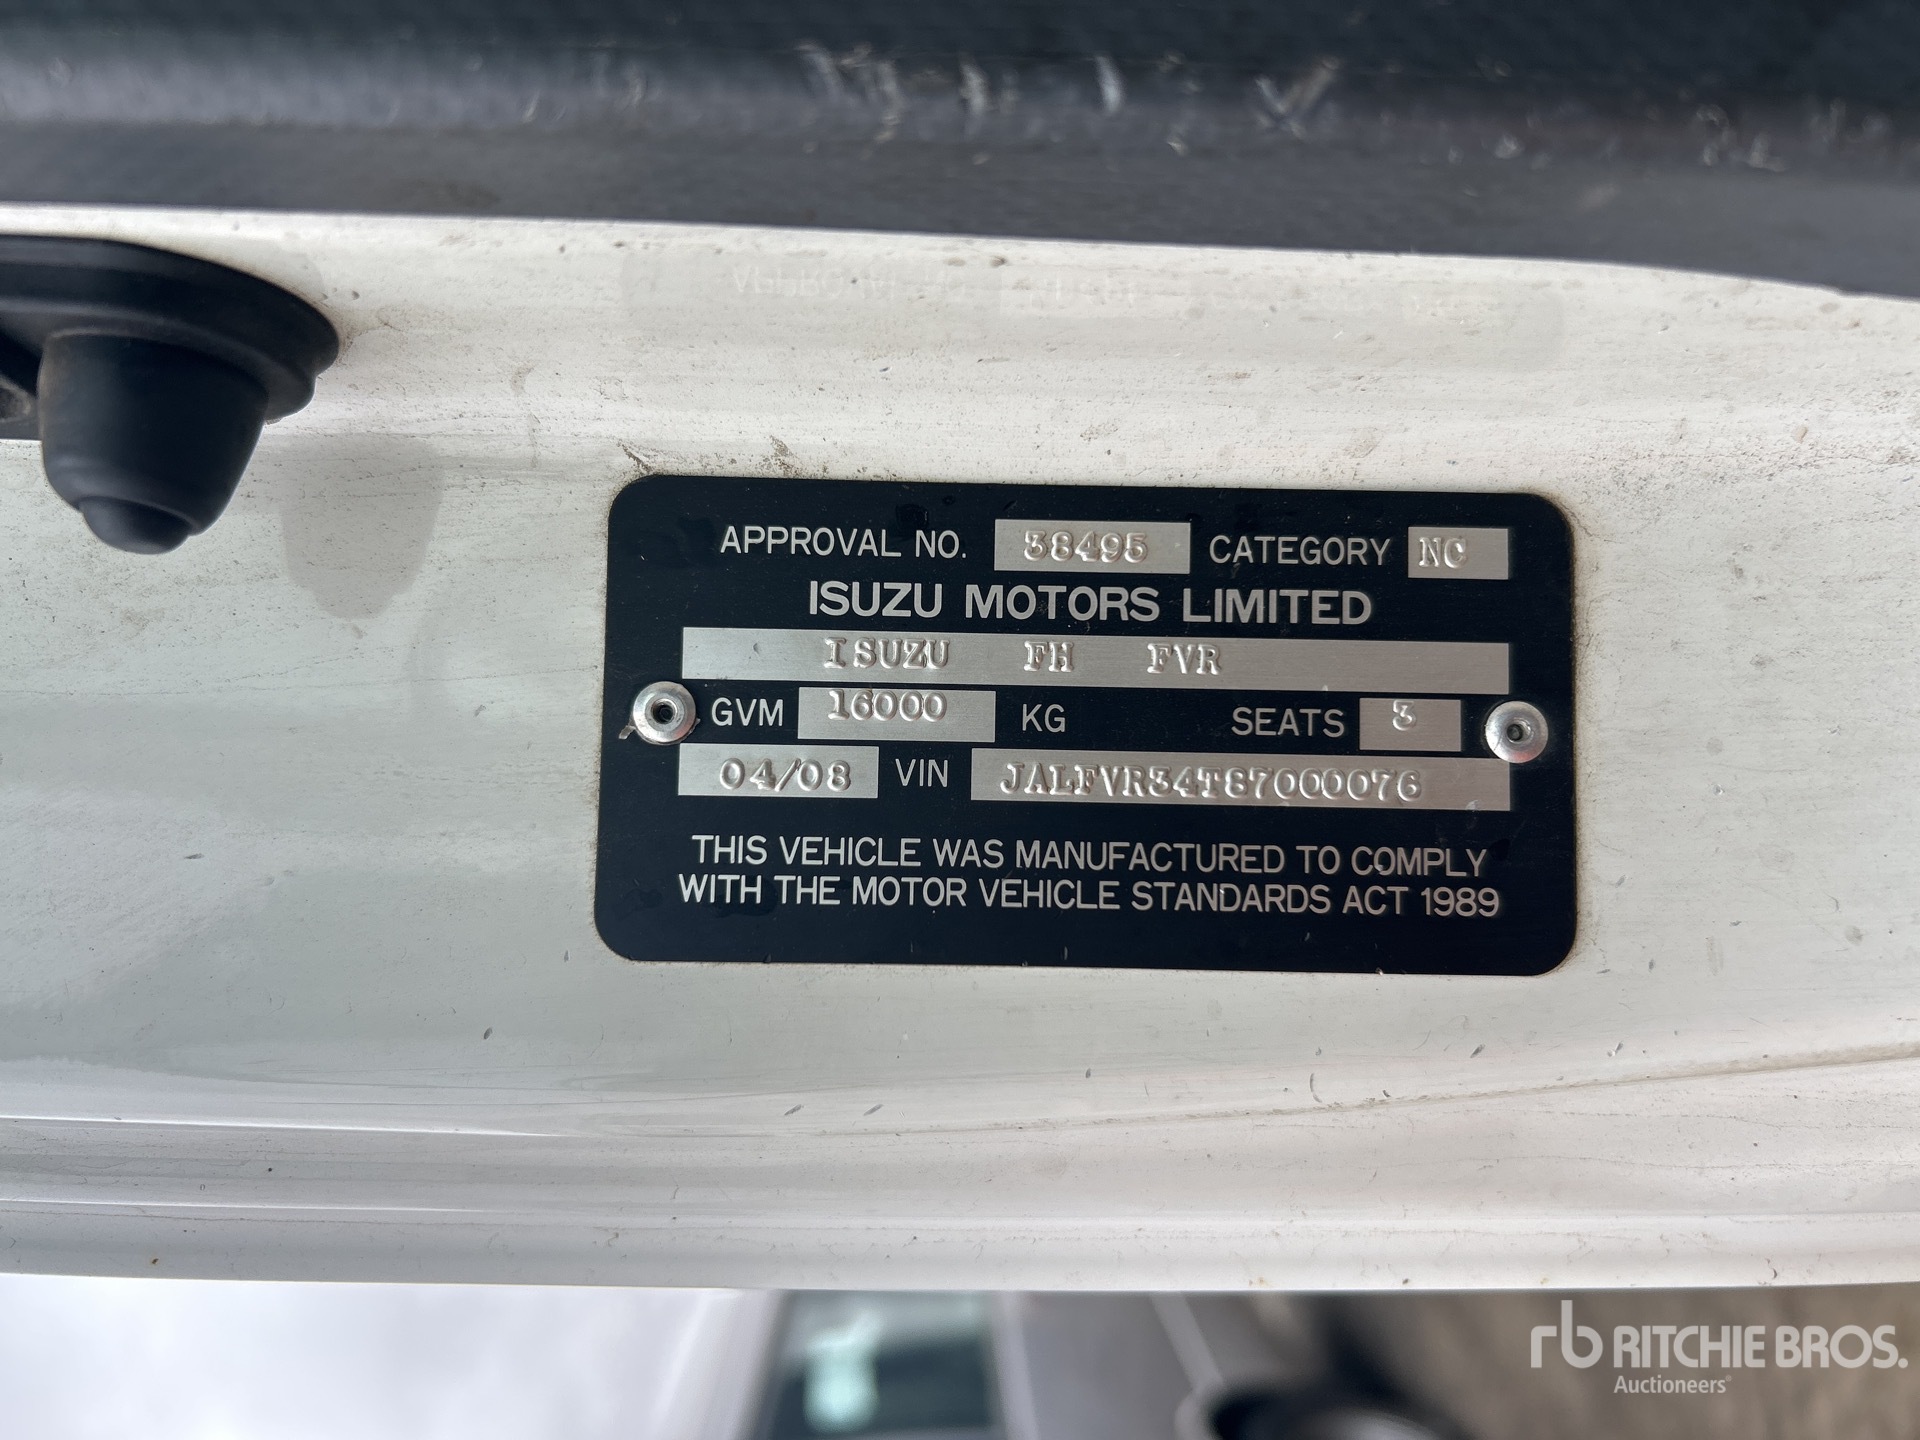 APPROVAL NO. 38495 CATEGORY NC
ISUZU MOTORS LIMITED
ISUZU FH FVR
GVM 16000 KG SEATS 3
04/08 VIN JALFVR34T87000076
THIS VEHICLE WAS MANUFACTURED TO COMPLY
WITH THE MOTOR VEHICLE STANDARDS ACT 1989
rb RITCHIE BROS.
Auctioneers